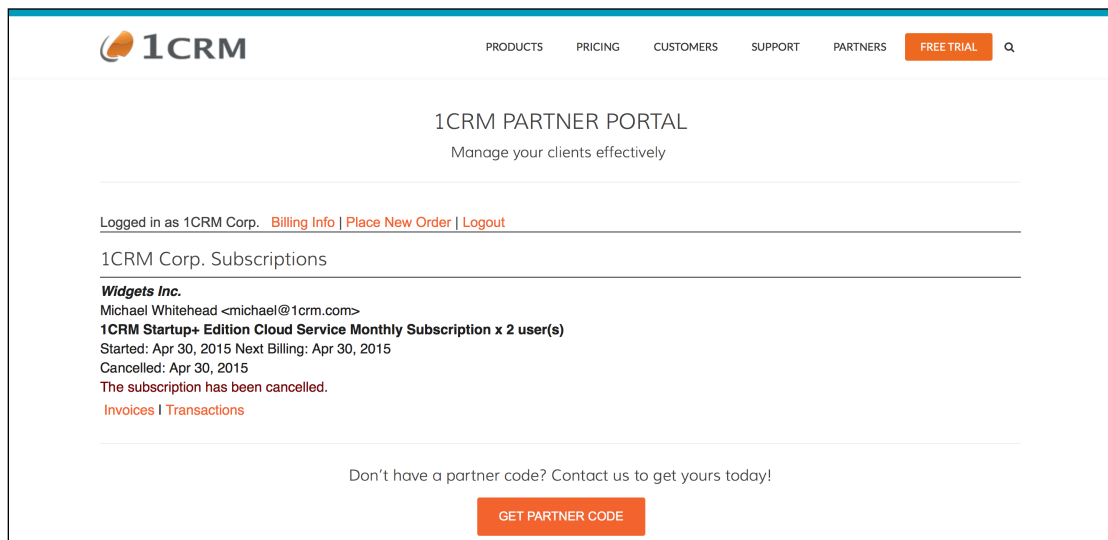 1CRM
PRODUCTS PRICING CUSTOMERS SUPPORT PARTNERS FREE TRIAL
1CRM PARTNER PORTAL
Manage your clients effectively
Logged in as 1CRM Corp. Billing Info | Place New Order | Logout
1CRM Corp. Subscriptions
Widgets Inc.
Michael Whitehead <michael@1crm.com>
1CRM Startup+ Edition Cloud Service Monthly Subscription x 2 user(s)
Started: Apr 30, 2015 Next Billing: Apr 30, 2015
Cancelled: Apr 30, 2015
The subscription has been cancelled.
Invoices | Transactions
Don't have a partner code? Contact us to get yours today!
GET PARTNER CODE